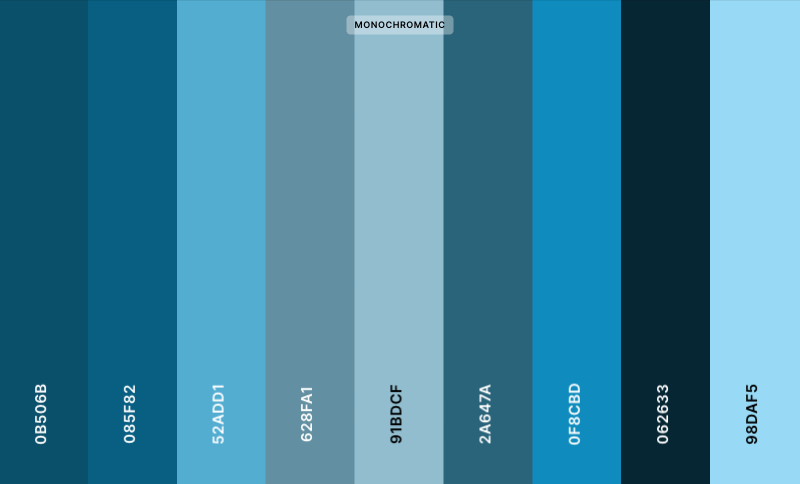 MONOCHROMATIC
0B506B
085F82
52ADD1
628FA1
91BDCF
2A647A
0F8CBD
062633
98DAF5